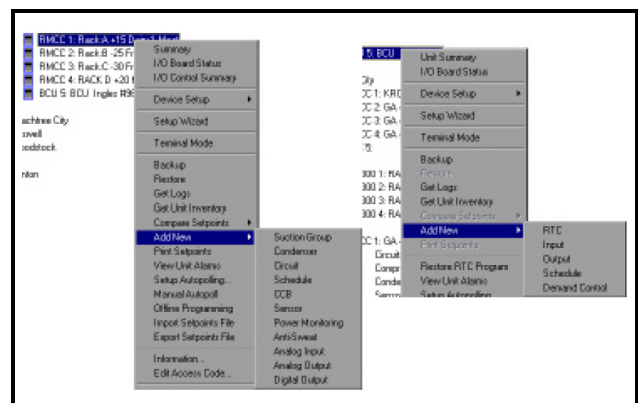 RMCC 1: Rack A +15
RMCC 2: Rack B -25 Fr
RMCC 3: Rack C -30 Fr
RMCC 4: RACK D +20
BCU 5: BCU Ingles
achtree City
Summary
I/O Board Status
I/O Control Summary
Device Setup
Setup Wizard
Terminal Mode
Backup
Restore
Get Logs
Get Unit Inventory
Compare Setpoints
Add New
Print Setpoints
View Unit Alarms
Setup Autopolling...
Manual Autopoll
Offline Programming
Import Setpoints File
Export Setpoints File
Information...
Edit Access Code...
Suction Group
Condenser
Circuit
Schedule
CCB
Sensor
Power Monitoring
Anti-Sweat
Analog Input
Analog Output
Digital Output
5: BCU
City
CC 1: KRO
CC 2: GA
CC 3: GA
CC 4: GA
5:
300 1: RA
300 2: RA
300 3: RA
300 4: RA
CC 1: GA
Circuit
Compr
Conde
Sensor
Unit Summary
I/O Board Status
Device Setup
Setup Wizard
Terminal Mode
Backup
Restore
Get Logs
Get Unit Inventory
Compare Setpoints
Add New
Print Setpoints
Restore RTC Program
View Unit Alarms
Setup Autopolling
RTC
Input
Output
Schedule
Demand Control